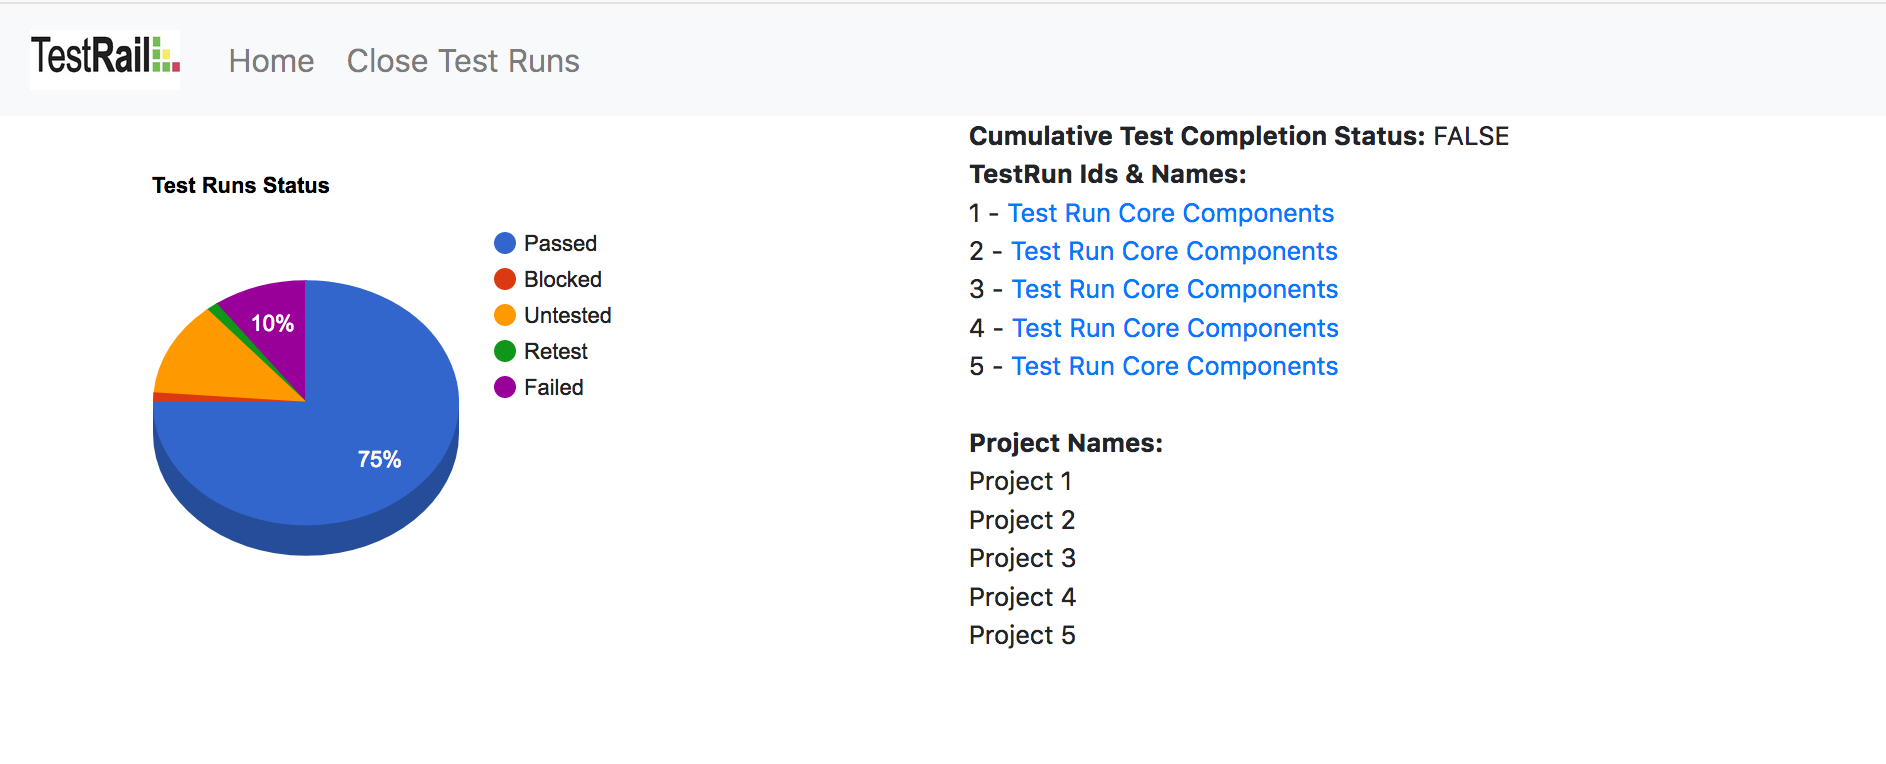 TestRail
Home
Close Test Runs
Test Runs Status
Passed
Blocked
Untested
Retest
Failed
10%
75%
Cumulative Test Completion Status: FALSE
TestRun Ids & Names:
1 - Test Run Core Components
2 - Test Run Core Components
3 - Test Run Core Components
4 - Test Run Core Components
5 - Test Run Core Components
Project Names:
Project 1
Project 2
Project 3
Project 4
Project 5